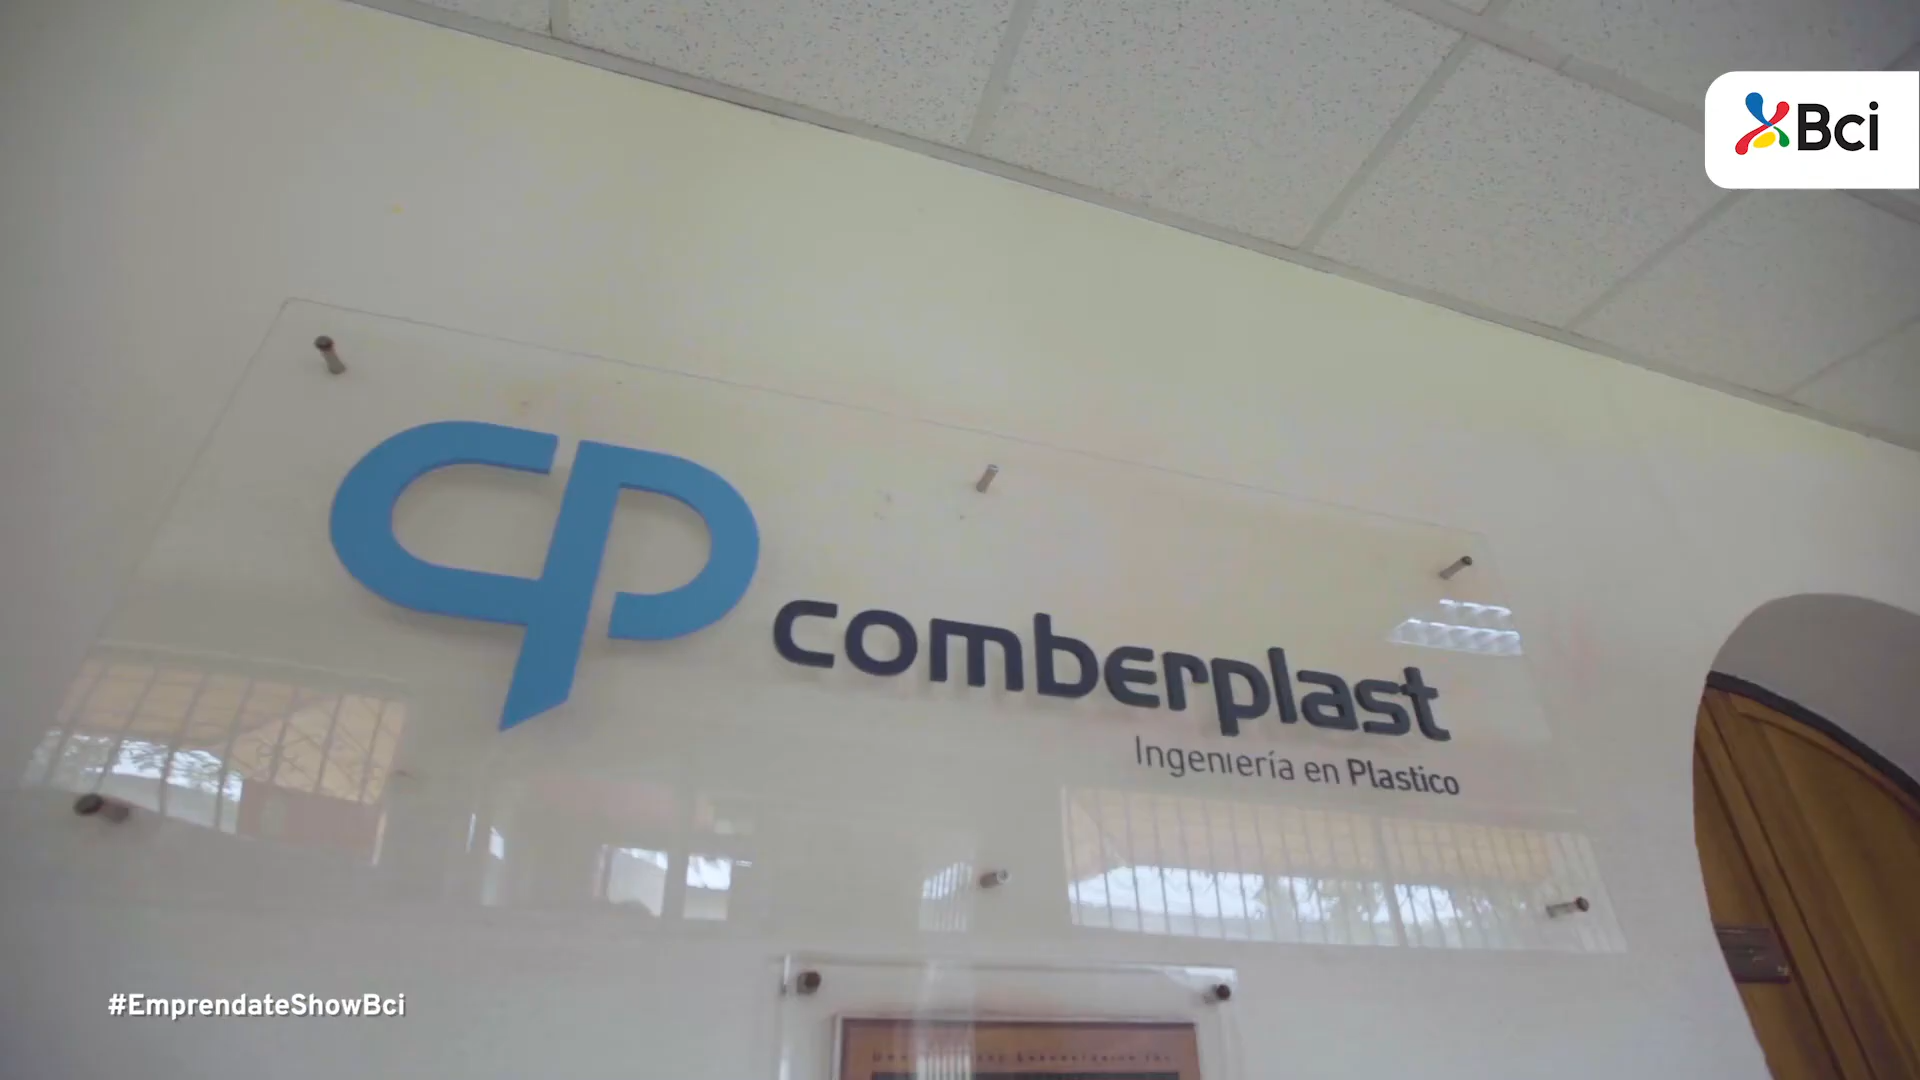 Bci
CP
comberplast
Ingeniería en Plastico
#EmprendateShowBci